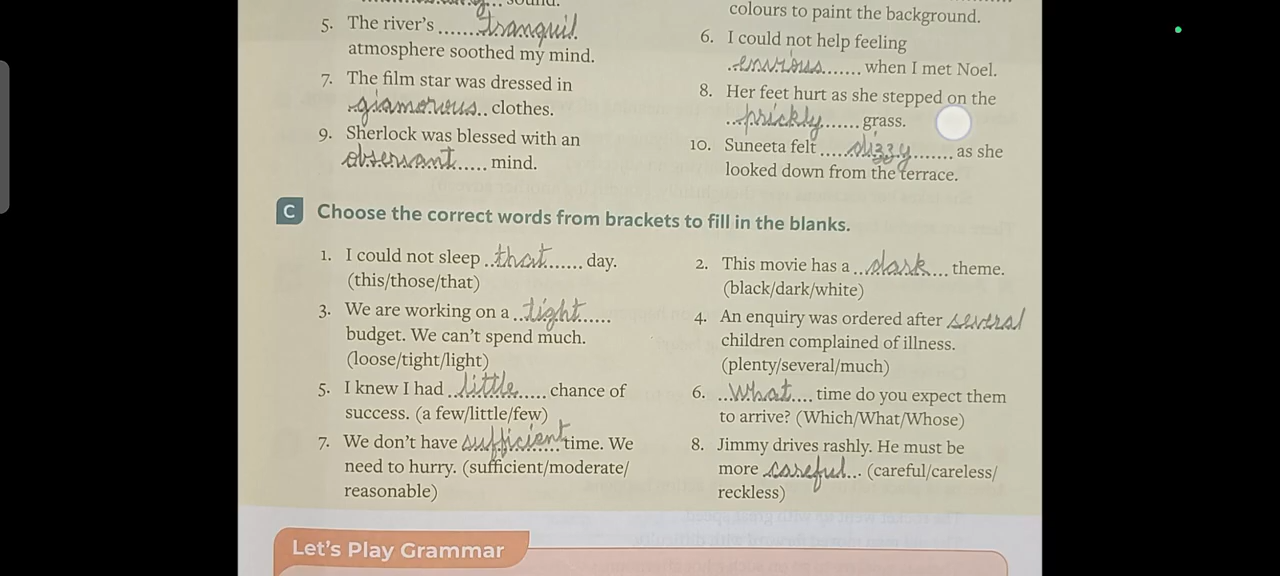 sound.
5. The river's ......tranquil.
atmosphere soothed my mind.
7. The film star was dressed in
.glamorous.. clothes.
9. Sherlock was blessed with an
observant..... mind.
colours to paint the background.
6. I could not help feeling
.envious....... when I met Noel.
8. Her feet hurt as she stepped on the
..prickly...... grass.
10. Suneeta felt .....dizzy....... as she
looked down from the terrace.
C Choose the correct words from brackets to fill in the blanks.
1. I could not sleep ..that...... day.
(this/those/that)
3. We are working on a ..tight.....
budget. We can't spend much.
(loose/tight/light)
5. I knew I had ..little..... chance of
success. (a few/little/few)
7. We don't have sufficient time. We
need to hurry. (sufficient/moderate/
reasonable)
2. This movie has a ..dark... theme.
(black/dark/white)
4. An enquiry was ordered after several
children complained of illness.
(plenty/several/much)
6. ..What.... time do you expect them
to arrive? (Which/What/Whose)
8. Jimmy drives rashly. He must be
more .careful... (careful/careless/
reckless)
Let's Play Grammar